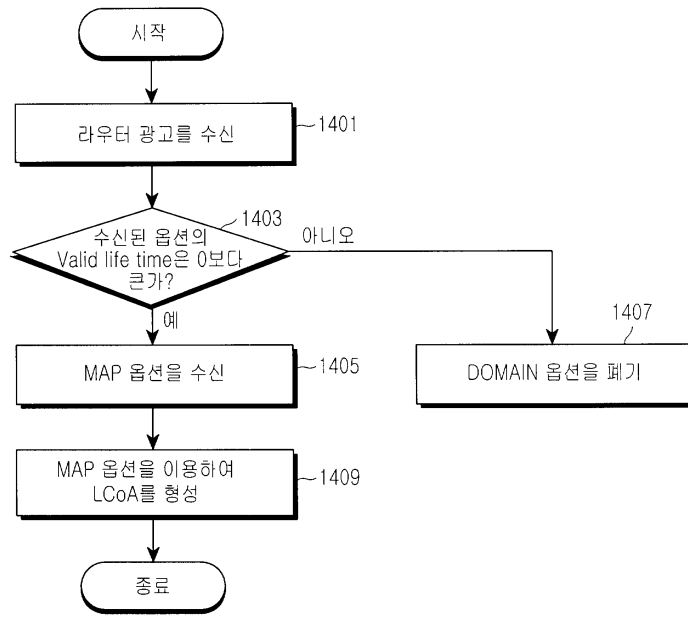 시작
라우터 광고를 수신
1401
1403
수신된 옵션의
Valid life time은 0보다
큰가?
아니오
예
1407
MAP 옵션을 수신
1405
DOMAIN 옵션을 폐기
MAP 옵션을 이용하여
LCoA를 형성
1409
종료